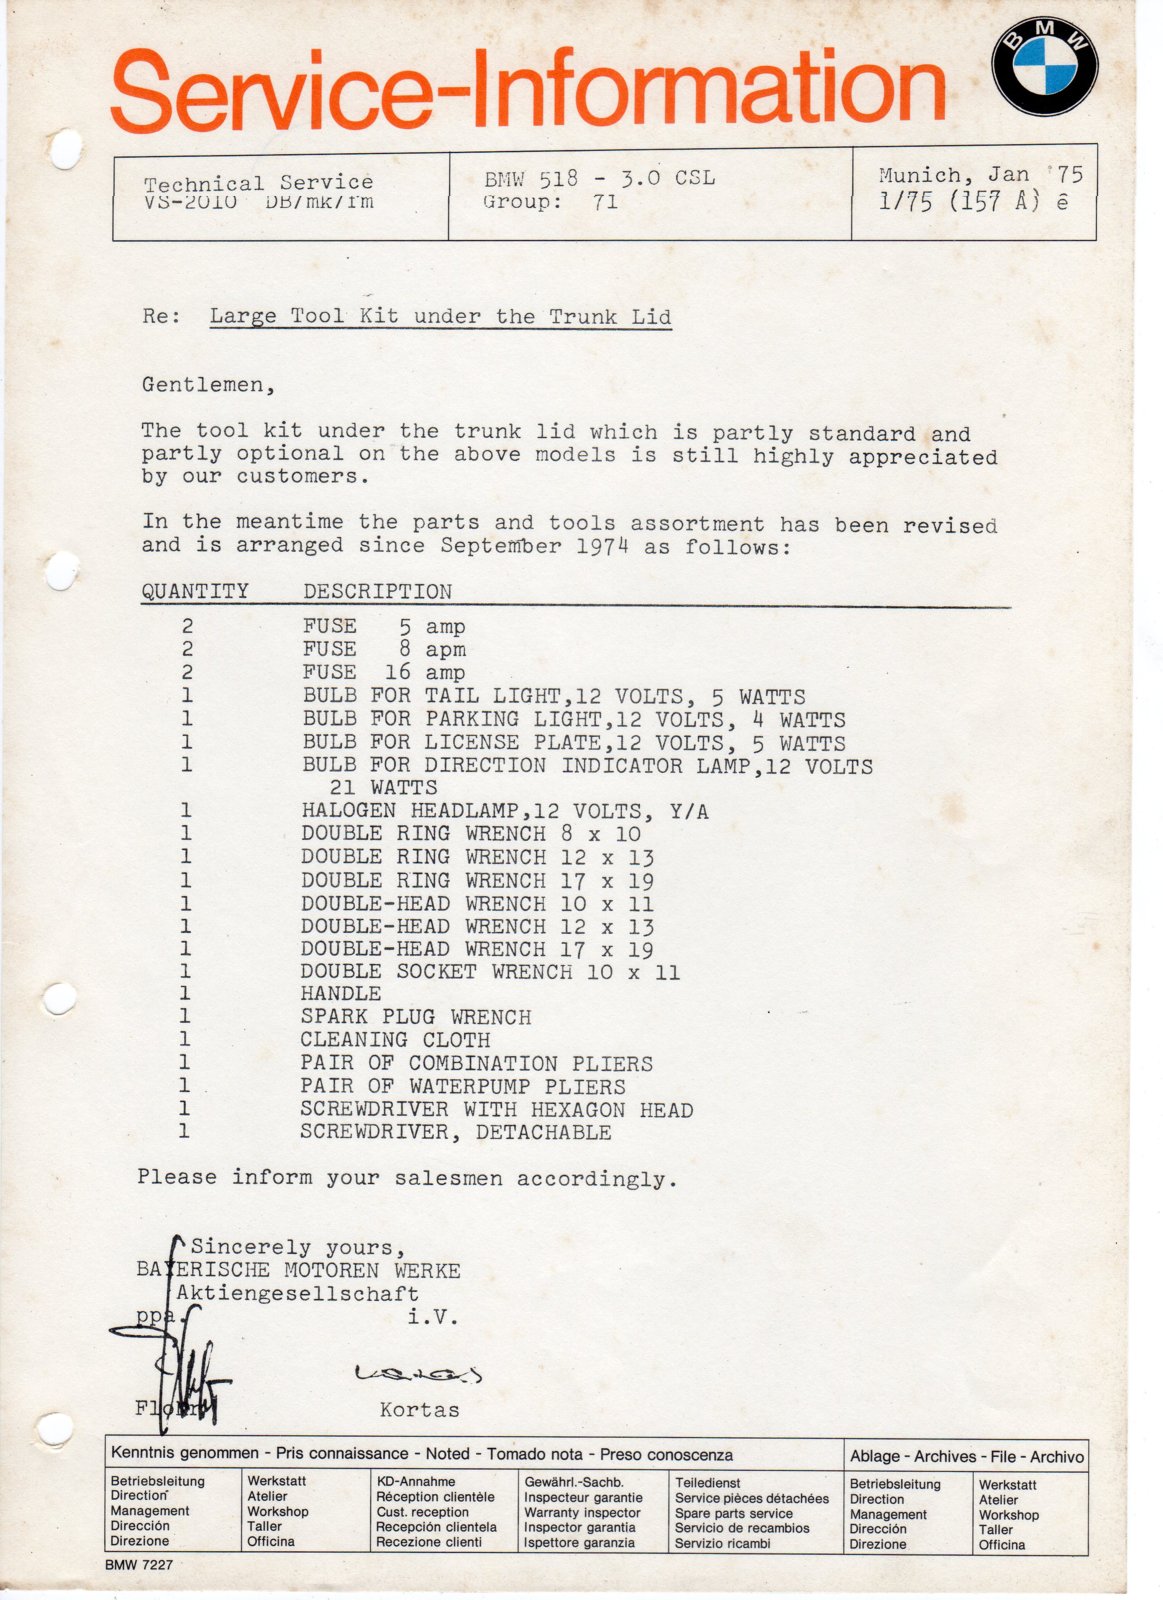 Service-Information
BMW
Technical Service
VS-2010 DB/mk/fm
BMW 518 - 3.0 CSL
Group: 71
Munich, Jan '75
1/75 (157 A) ê
Re: Large Tool Kit under the Trunk Lid
Gentlemen,
The tool kit under the trunk lid which is partly standard and
partly optional on the above models is still highly appreciated
by our customers.
In the meantime the parts and tools assortment has been revised
and is arranged since September 1974 as follows:
QUANTITY DESCRIPTION
2 FUSE 5 amp
2 FUSE 8 apm
2 FUSE 16 amp
1 BULB FOR TAIL LIGHT,12 VOLTS, 5 WATTS
1 BULB FOR PARKING LIGHT,12 VOLTS, 4 WATTS
1 BULB FOR LICENSE PLATE,12 VOLTS, 5 WATTS
1 BULB FOR DIRECTION INDICATOR LAMP,12 VOLTS
21 WATTS
1 HALOGEN HEADLAMP,12 VOLTS, Y/A
1 DOUBLE RING WRENCH 8 x 10
1 DOUBLE RING WRENCH 12 x 13
1 DOUBLE RING WRENCH 17 x 19
1 DOUBLE-HEAD WRENCH 10 x 11
1 DOUBLE-HEAD WRENCH 12 x 13
1 DOUBLE-HEAD WRENCH 17 x 19
1 DOUBLE SOCKET WRENCH 10 x 11
1 HANDLE
1 SPARK PLUG WRENCH
1 CLEANING CLOTH
1 PAIR OF COMBINATION PLIERS
1 PAIR OF WATERPUMP PLIERS
1 SCREWDRIVER WITH HEXAGON HEAD
1 SCREWDRIVER, DETACHABLE
Please inform your salesmen accordingly.
Sincerely yours,
BAYERISCHE MOTOREN WERKE
Aktiengesellschaft
ppa. i.V.
Kortas
Kenntnis genommen - Pris connaissance - Noted - Tomado nota - Preso conoscenza
Ablage - Archives - File - Archivo
Betriebsleitung
Direction
Management
Dirección
Direzione
Werkstatt
Atelier
Workshop
Taller
Officina
KD-Annahme
Réception clientèle
Cust. reception
Recepción clientela
Recezione clienti
Gewährl.-Sachb.
Inspecteur garantie
Warranty inspector
Inspector garantia
Ispettore garanzia
Teiledienst
Service pièces détachées
Spare parts service
Servicio de recambios
Servizio ricambi
Betriebsleitung
Direction
Management
Dirección
Direzione
Werkstatt
Atelier
Workshop
Taller
Officina
BMW 7227